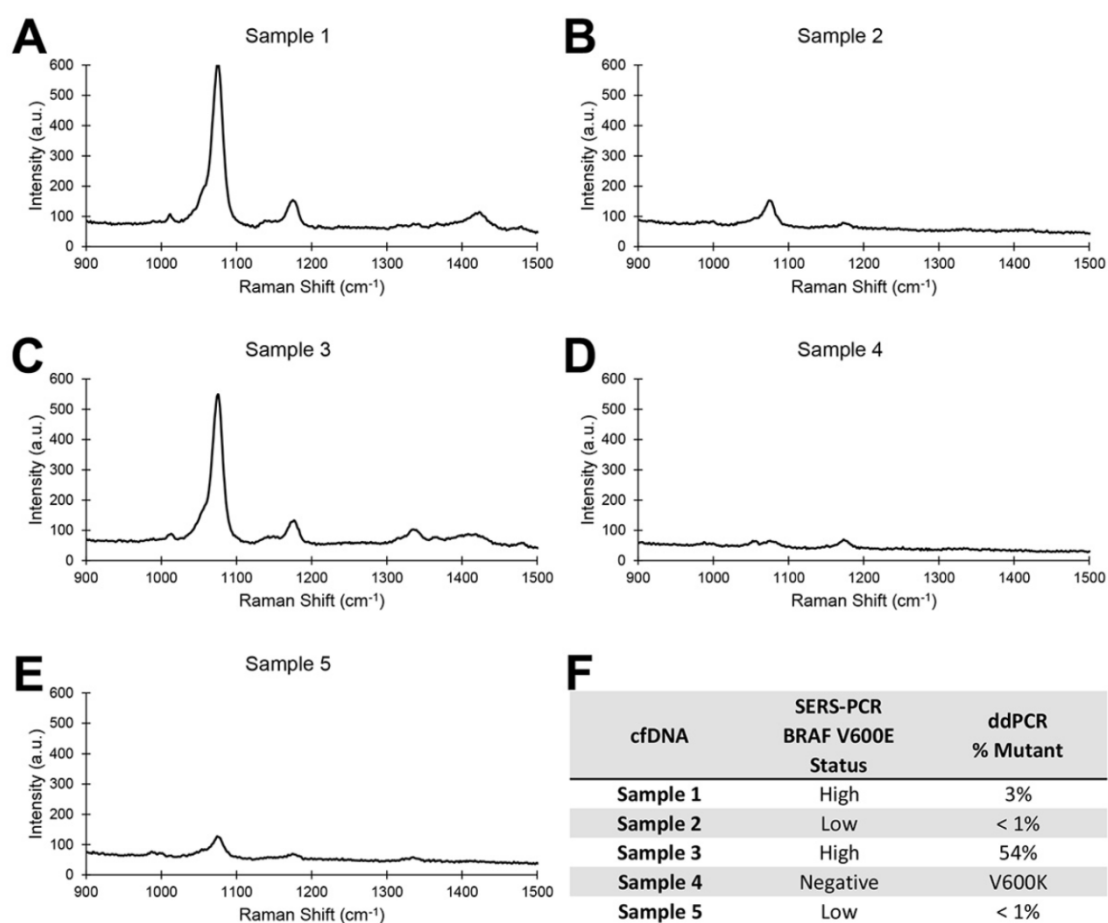 A
Sample 1
600
500
400
300
200
100
0
Intensity (a.u.)
900 1000 1100 1200 1300 1400 1500
Raman Shift (cm⁻¹)
B
Sample 2
600
500
400
300
200
100
0
Intensity (a.u.)
900 1000 1100 1200 1300 1400 1500
Raman Shift (cm⁻¹)
C
Sample 3
600
500
400
300
200
100
0
Intensity (a.u.)
900 1000 1100 1200 1300 1400 1500
Raman Shift (cm⁻¹)
D
Sample 4
600
500
400
300
200
100
0
Intensity (a.u.)
900 1000 1100 1200 1300 1400 1500
Raman Shift (cm⁻¹)
E
Sample 5
600
500
400
300
200
100
0
Intensity (a.u.)
900 1000 1100 1200 1300 1400 1500
Raman Shift (cm⁻¹)
F
cfDNA
SERS-PCR
BRAF V600E
Status
ddPCR
% Mutant
Sample 1 High 3%
Sample 2 Low < 1%
Sample 3 High 54%
Sample 4 Negative V600K
Sample 5 Low < 1%